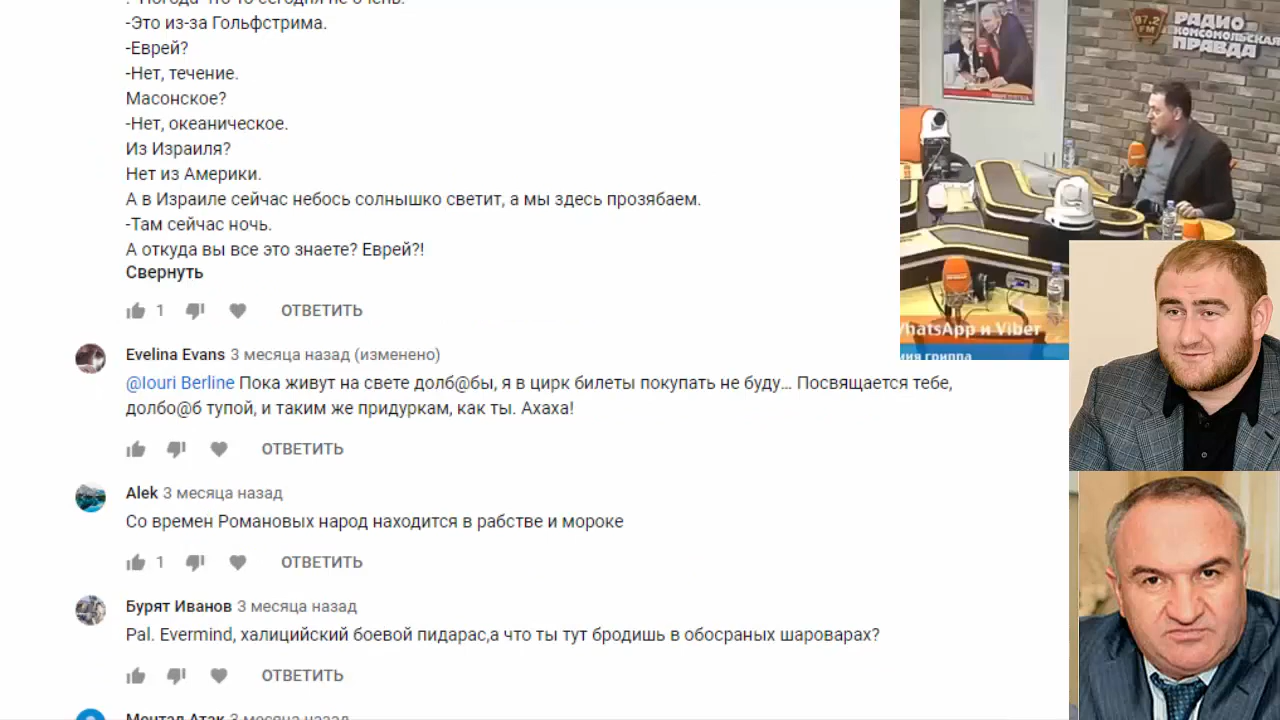 -Это из-за Гольфстрима.
-Еврей?
-Нет, течение.
Масонское?
-Нет, океаническое.
Из Израиля?
Нет из Америки.
А в Израиле сейчас небось солнышко светит, а мы здесь прозябаем.
-Там сейчас ночь.
А откуда вы все это знаете? Еврей?!
Свернуть
1 ОТВЕТИТЬ
Evelina Evans 3 месяца назад (изменено)
@Iouri Berline Пока живут на свете долб@бы, я в цирк билеты покупать не буду... Посвящается тебе,
долбо@б тупой, и таким же придуркам, как ты. Ахаха!
ОТВЕТИТЬ
Alek 3 месяца назад
Со времен Романовых народ находится в рабстве и мороке
1 ОТВЕТИТЬ
Бурят Иванов 3 месяца назад
Pal. Evermind, халицийский боевой пидарас,а что ты тут бродишь в обосраных шароварах?
ОТВЕТИТЬ
Ментал Атак 3 месяца назад
97.2
FM
РАДИО
КОМСОМОЛЬСКАЯ
ПРАВДА
WhatsApp и Viber
гриппа